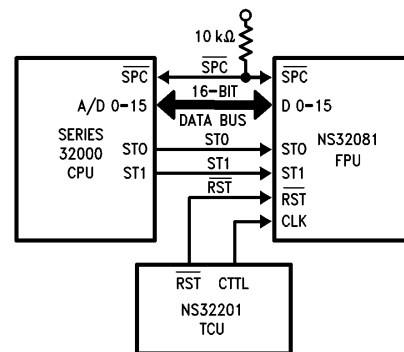 10 kΩ
SPC
SPC
SPC
16-BIT
A/D 0-15
D 0-15
DATA BUS
SERIES
32000
CPU
NS32081
FPU
ST0
ST0
ST0
ST1
ST1
ST1
RST
RST
CLK
RST
CTTL
NS32201
TCU